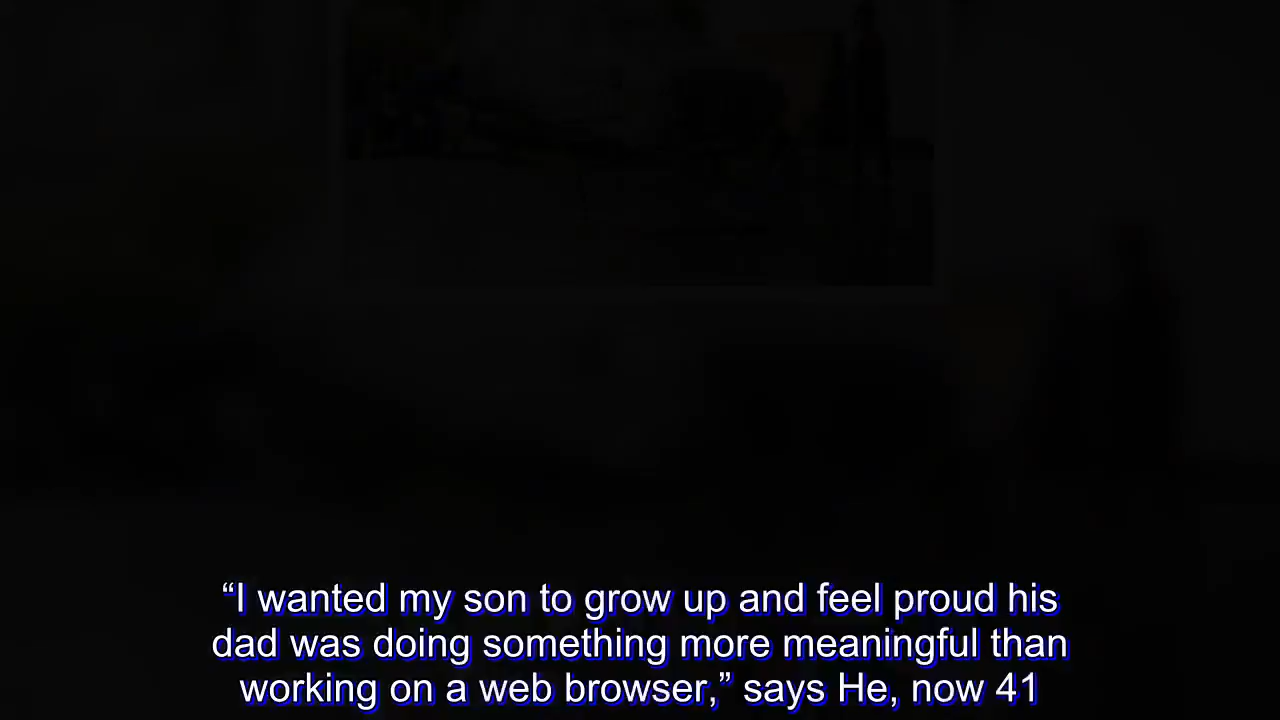 “I wanted my son to grow up and feel proud his
dad was doing something more meaningful than
working on a web browser,” says He, now 41